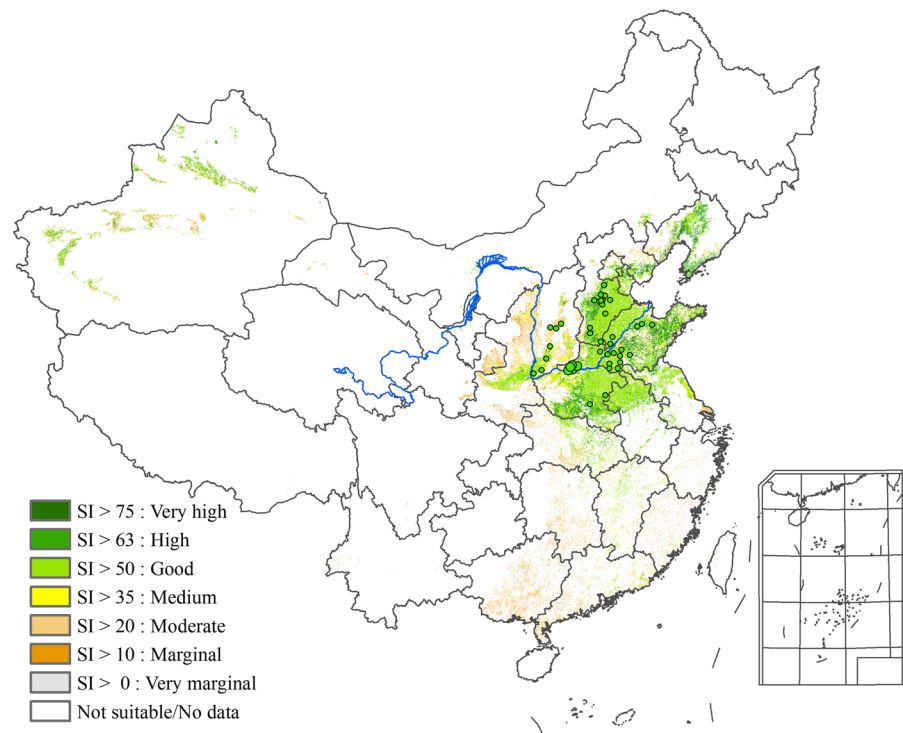 SI > 75 : Very high
SI > 63 : High
SI > 50 : Good
SI > 35 : Medium
SI > 20 : Moderate
SI > 10 : Marginal
SI > 0 : Very marginal
Not suitable/No data